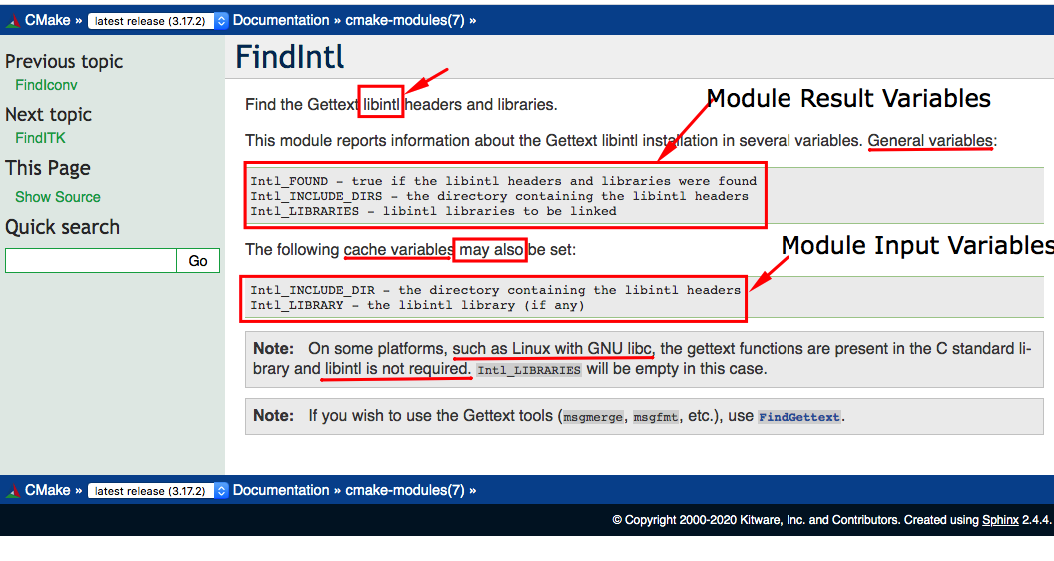 CMake » latest release (3.17.2) Documentation » cmake-modules(7) »
Previous topic
FindIconv
Next topic
FindITK
This Page
Show Source
Quick search
Go
FindIntl
Find the Gettext libintl headers and libraries.
Module Result Variables
This module reports information about the Gettext libintl installation in several variables. General variables:
Intl_FOUND - true if the libintl headers and libraries were found
Intl_INCLUDE_DIRS - the directory containing the libintl headers
Intl_LIBRARIES - libintl libraries to be linked
The following cache variables may also be set:
Module Input Variables
Intl_INCLUDE_DIR - the directory containing the libintl headers
Intl_LIBRARY - the libintl library (if any)
Note: On some platforms, such as Linux with GNU libc, the gettext functions are present in the C standard li-
brary and libintl is not required. Intl_LIBRARIES will be empty in this case.
Note: If you wish to use the Gettext tools (msgmerge, msgfmt, etc.), use FindGettext.
CMake » latest release (3.17.2) Documentation » cmake-modules(7) »
© Copyright 2000-2020 Kitware, Inc. and Contributors. Created using Sphinx 2.4.4.